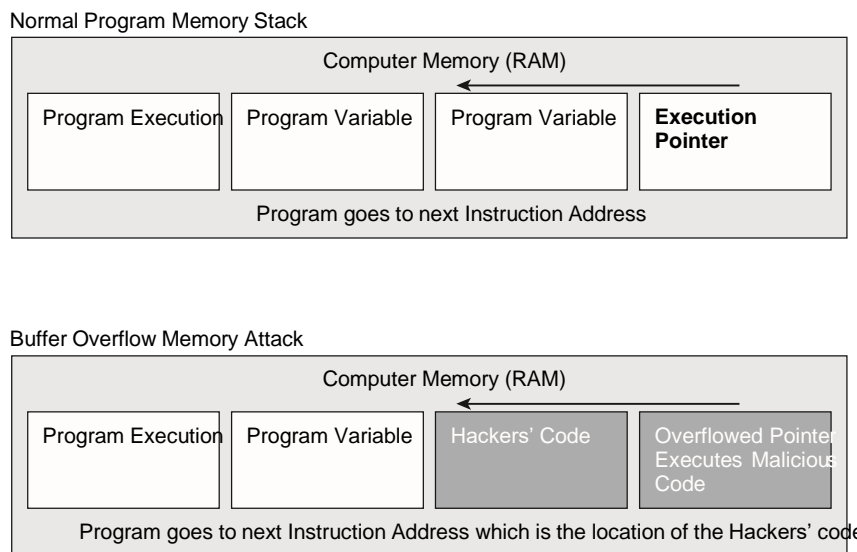 Normal Program Memory Stack
Computer Memory (RAM)
Program Execution
Program Variable
Program Variable
Execution
Pointer
Program goes to next Instruction Address
Buffer Overflow Memory Attack
Computer Memory (RAM)
Program Execution
Program Variable
Hackers’ Code
Overflowed Pointer
Executes Malicious
Code
Program goes to next Instruction Address which is the location of the Hackers’ code